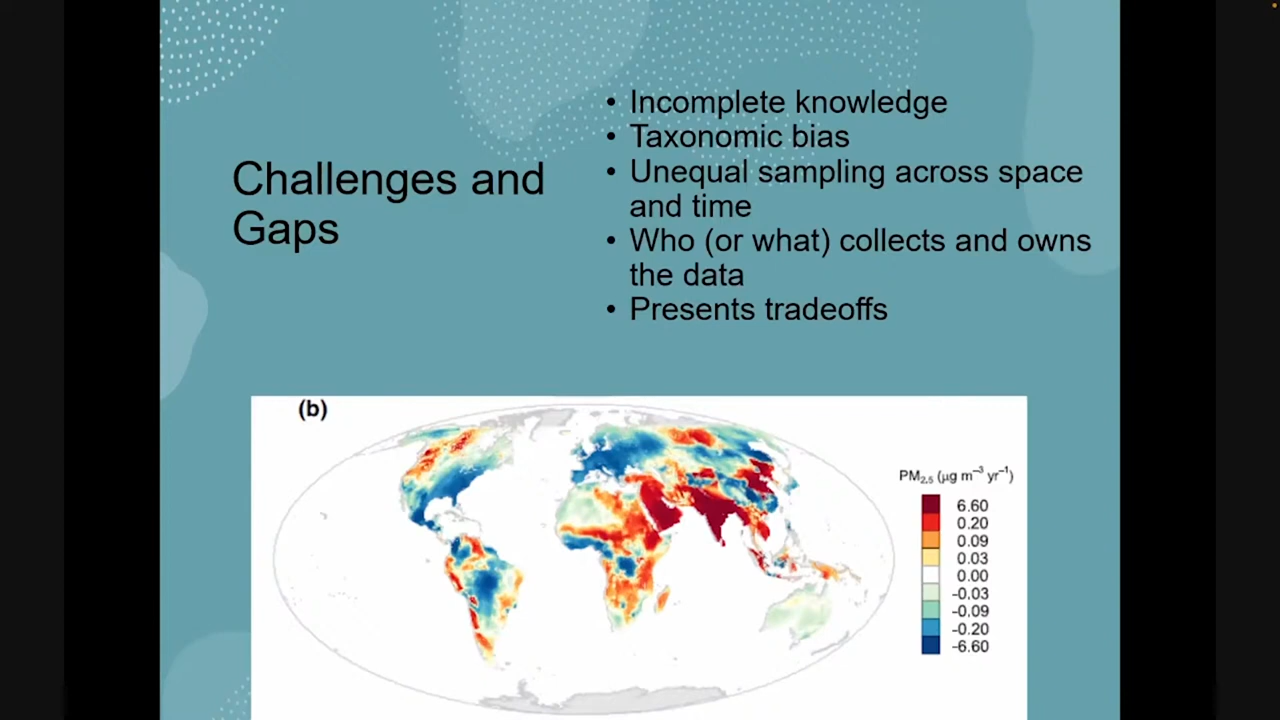 Challenges and
Gaps
• Incomplete knowledge
• Taxonomic bias
• Unequal sampling across space
and time
• Who (or what) collects and owns
the data
• Presents tradeoffs
(b)
PM2.5 (µg m−3 yr−1)
6.60
0.20
0.09
0.03
0.00
-0.03
-0.09
-0.20
-6.60